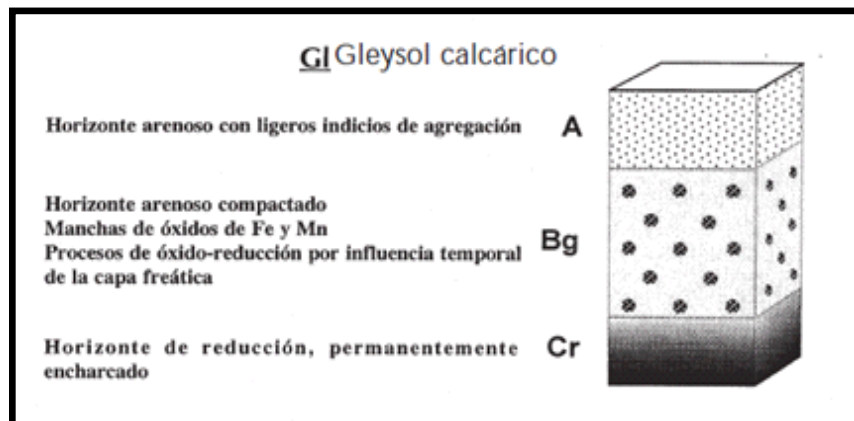 Gl Gleysol calcárico
Horizonte arenoso con ligeros indicios de agregación
A
Horizonte arenoso compactado
Manchas de óxidos de Fe y Mn
Procesos de óxido-reducción por influencia temporal
de la capa freática
Bg
Horizonte de reducción, permanentemente
encharcado
Cr